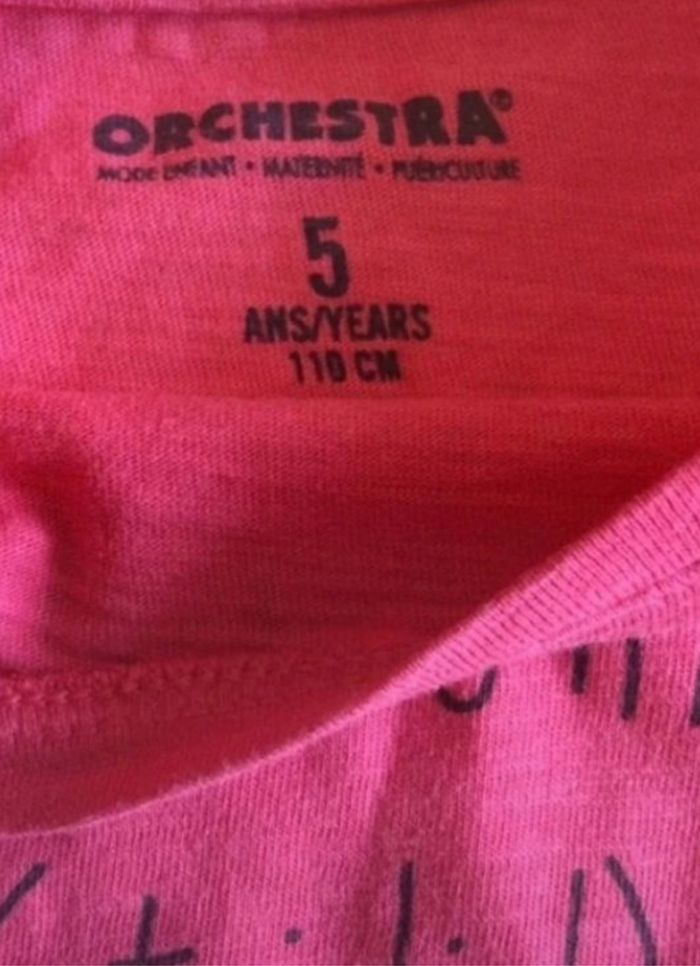 ORCHESTRA®
MODE ENFANT • MATERNITÉ • PUÉRICULTURE
5
ANS/YEARS
110 CM